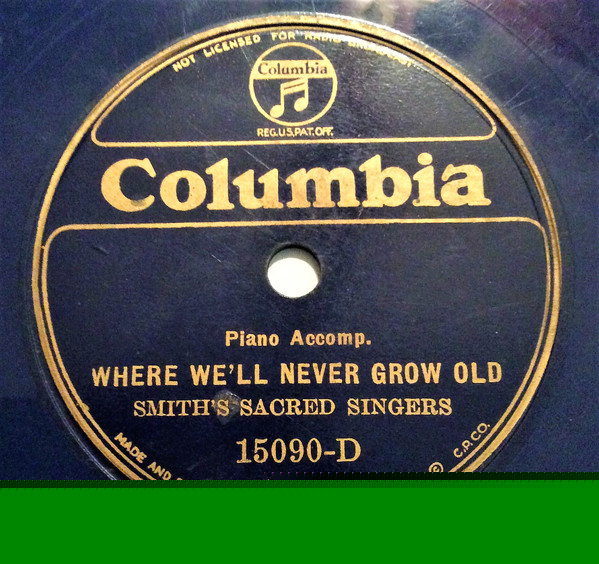 NOT LICENSED FOR RADIO BROADCAST
Columbia
REG.U.S.PAT.OFF.
Columbia
Piano Accomp.
WHERE WE'LL NEVER GROW OLD
SMITH'S SACRED SINGERS
15090-D
MADE AND
© C.P.CO.